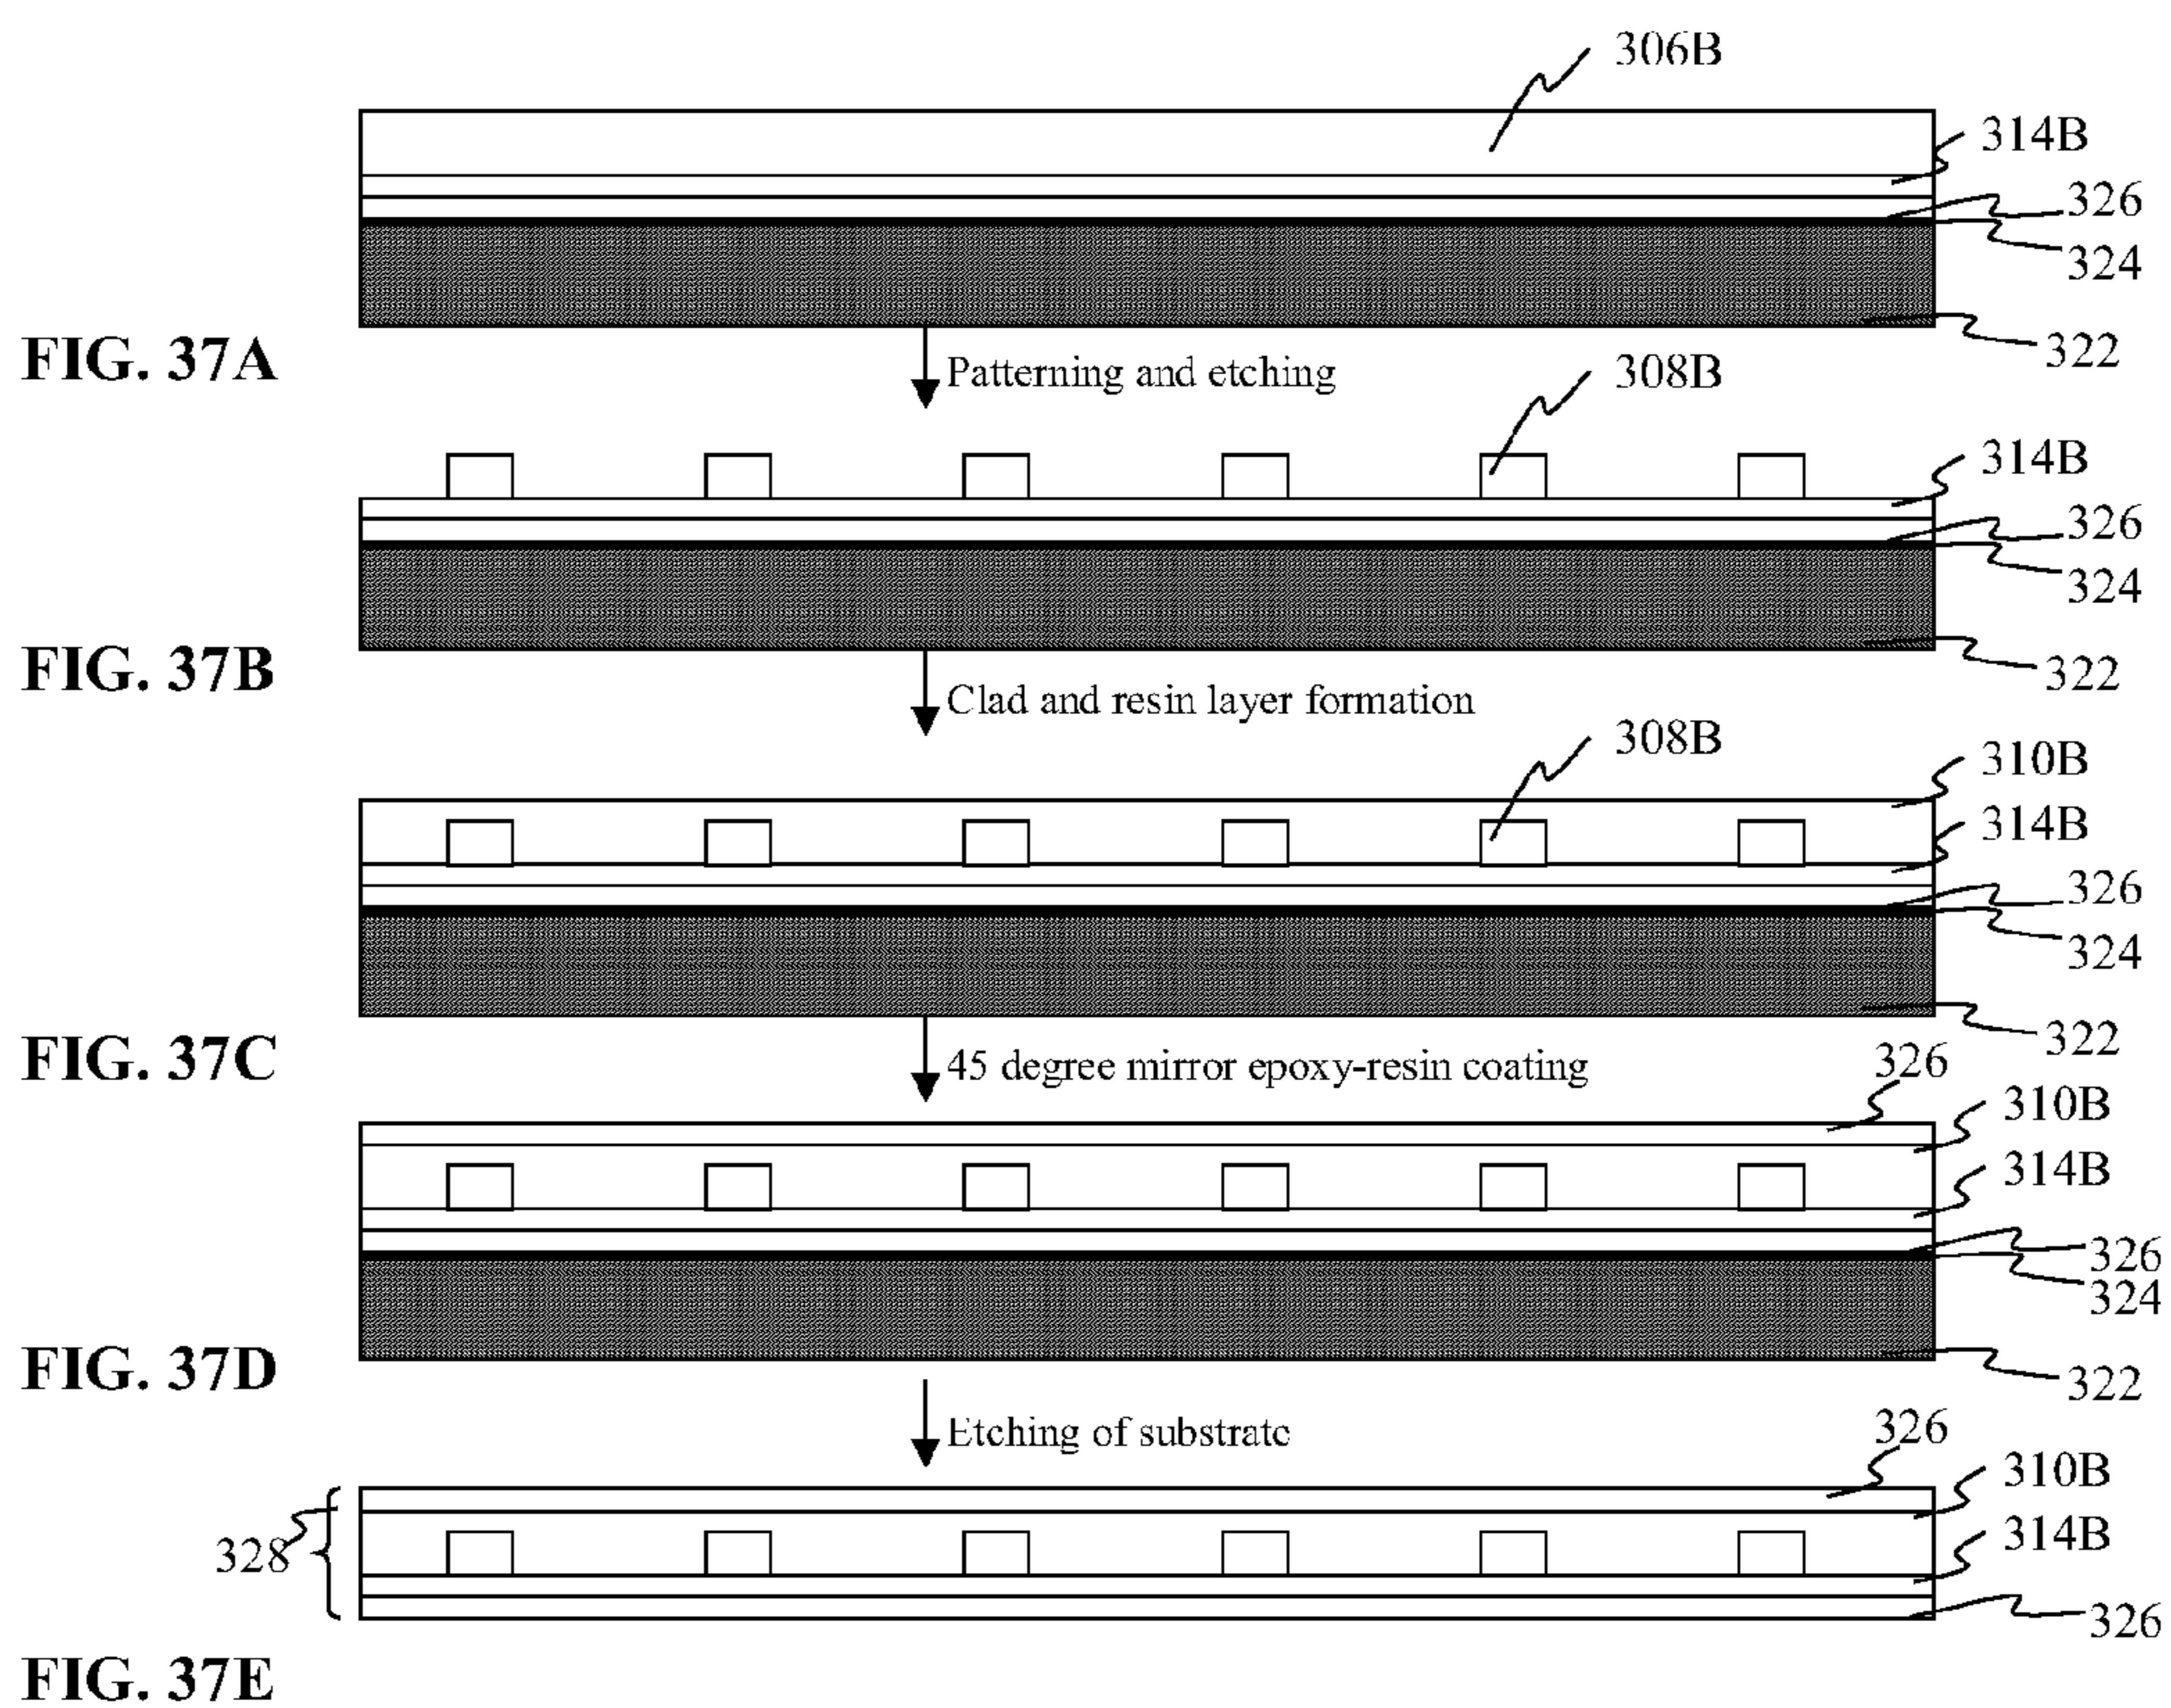 306B
314B
326
324
322
FIG. 37A
Patterning and etching
308B
314B
326
324
322
FIG. 37B
Clad and resin layer formation
308B
310B
314B
326
324
322
FIG. 37C
45 degree mirror epoxy-resin coating
326
310B
314B
326
324
322
FIG. 37D
Etching of substrate
326
310B
314B
328
326
FIG. 37E